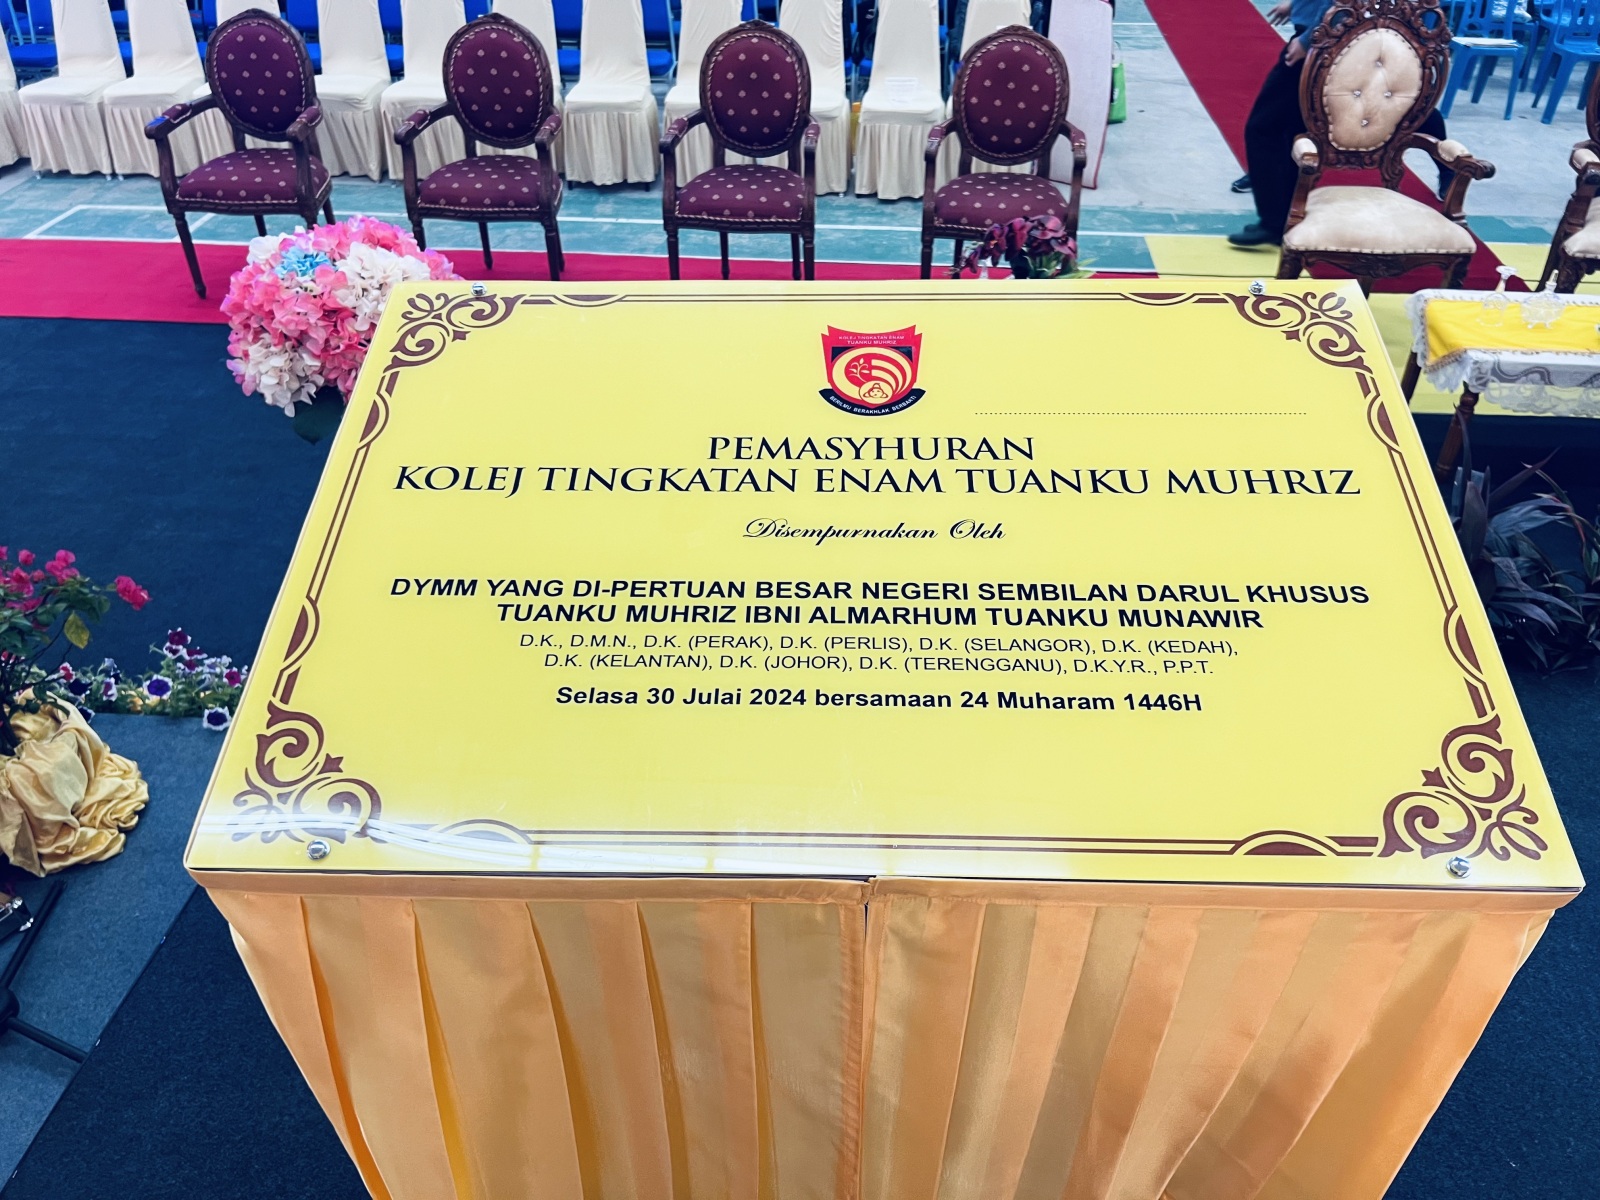 KOLEJ TINGKATAN ENAM
TUANKU MUHRIZ
BERILMU BERAKHLAK BERBAKTI
PEMASYHURAN
KOLEJ TINGKATAN ENAM TUANKU MUHRIZ
Disempurnakan Oleh
DYMM YANG DI-PERTUAN BESAR NEGERI SEMBILAN DARUL KHUSUS
TUANKU MUHRIZ IBNI ALMARHUM TUANKU MUNAWIR
D.K., D.M.N., D.K. (PERAK), D.K. (PERLIS), D.K. (SELANGOR), D.K. (KEDAH),
D.K. (KELANTAN), D.K. (JOHOR), D.K. (TERENGGANU), D.K.Y.R., P.P.T.
Selasa 30 Julai 2024 bersamaan 24 Muharam 1446H